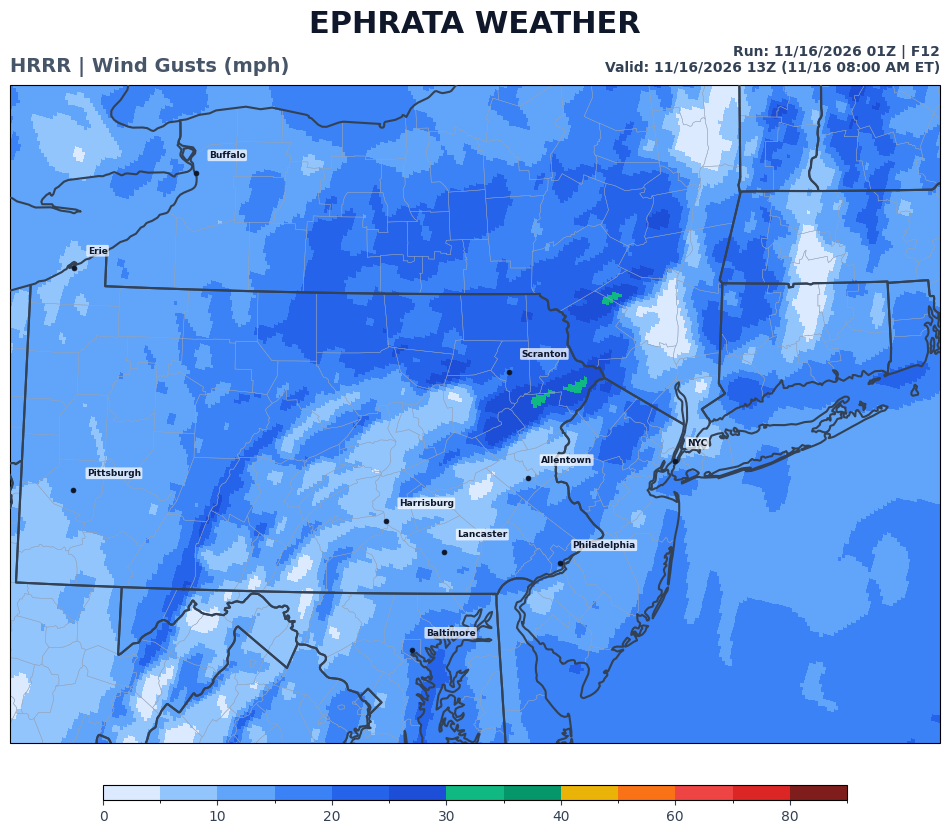 EPHRATA WEATHER
HRRR | Wind Gusts (mph)
Run: 11/16/2026 01Z | F12
Valid: 11/16/2026 13Z (11/16 08:00 AM ET)
Buffalo
Erie
Scranton
NYC
Allentown
Pittsburgh
Harrisburg
Lancaster
Philadelphia
Baltimore
0 10 20 30 40 50 60 70 80